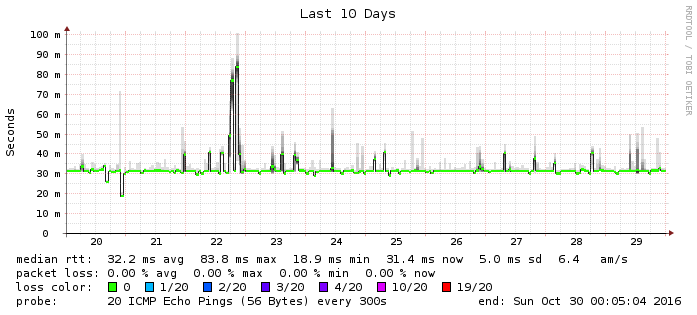 Last 10 Days
RRDTOOL / TOBI OETIKER
Seconds
100 m
90 m
80 m
70 m
60 m
50 m
40 m
30 m
20 m
10 m
0
20 21 22 23 24 25 26 27 28 29
median rtt: 32.2 ms avg 83.8 ms max 18.9 ms min 31.4 ms now 5.0 ms sd 6.4 am/s
packet loss: 0.00 % avg 0.00 % max 0.00 % min 0.00 % now
loss color: 0 1/20 2/20 3/20 4/20 10/20 19/20
probe: 20 ICMP Echo Pings (56 Bytes) every 300s end: Sun Oct 30 00:05:04 2016